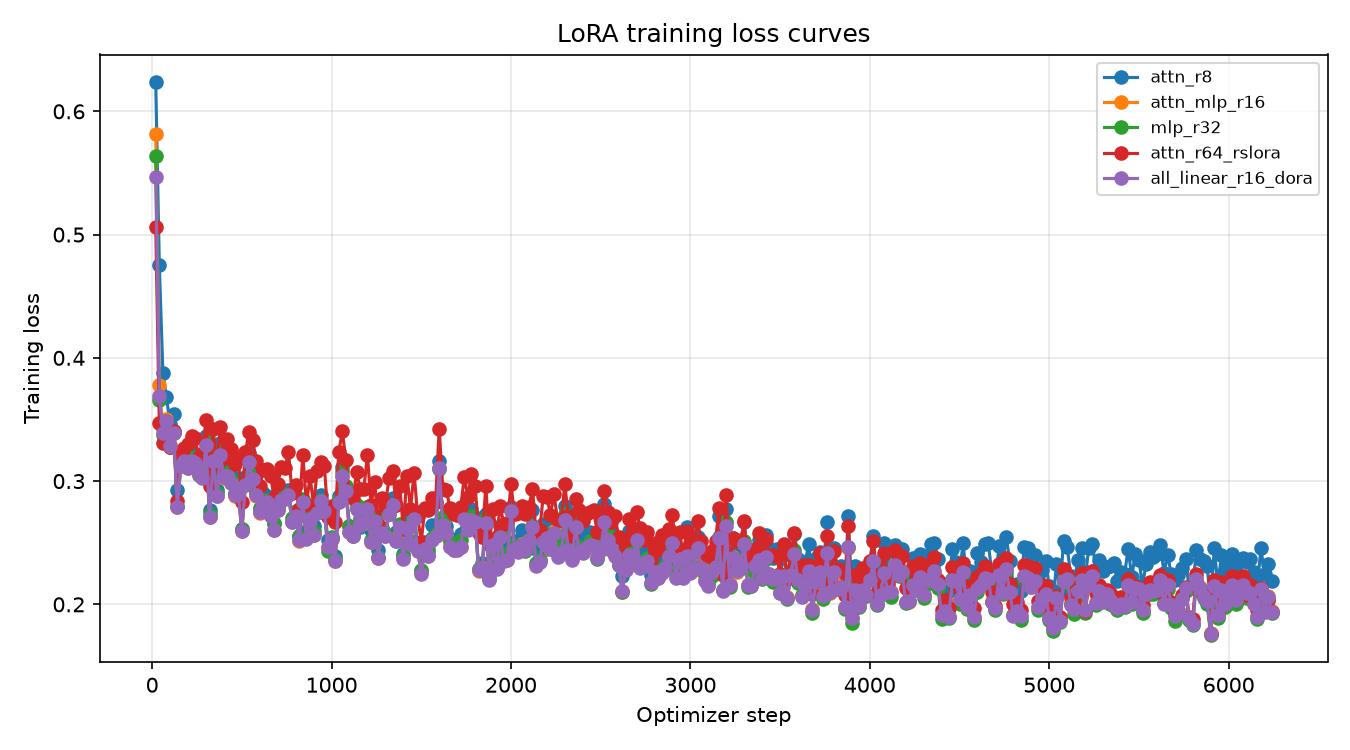 LoRA training loss curves
attn_r8
attn_mlp_r16
mlp_r32
attn_r64_rslora
all_linear_r16_dora
0.6
0.5
0.4
0.3
0.2
Training loss
0 1000 2000 3000 4000 5000 6000
Optimizer step